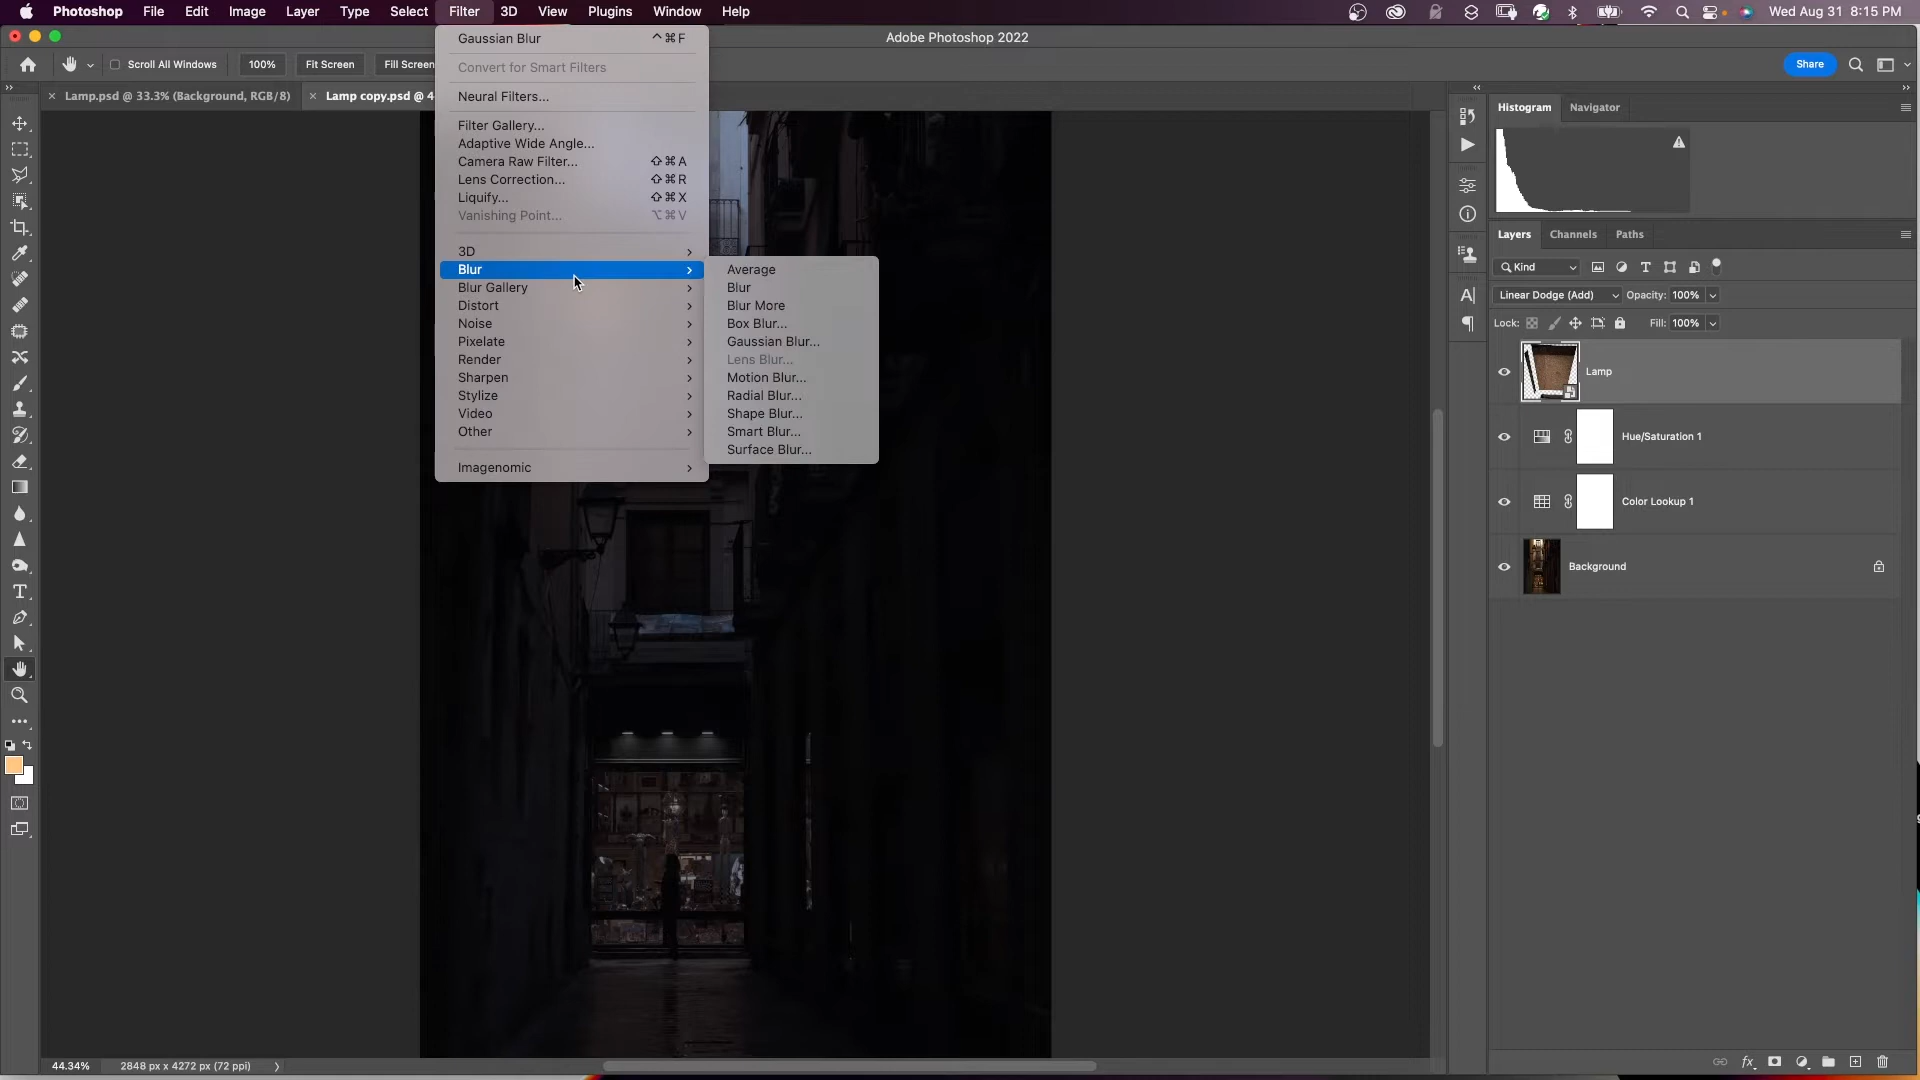 Photoshop File Edit Image Layer Type Select Filter 3D View Plugins Window Help Wed Aug 31 8:15 PM
Adobe Photoshop 2022
Scroll All Windows 100% Fit Screen Fill Screen Share
Lamp.psd @ 33.3% (Background, RGB/8) Lamp copy.psd @ 4
Gaussian Blur ^⌘F
Convert for Smart Filters
Neural Filters...
Filter Gallery...
Adaptive Wide Angle...
Camera Raw Filter... ⇧⌘A
Lens Correction... ⇧⌘R
Liquify... ⇧⌘X
Vanishing Point... ⌥⌘V
3D
Blur
Blur Gallery
Distort
Noise
Pixelate
Render
Sharpen
Stylize
Video
Other
Imagenomic
Average
Blur
Blur More
Box Blur...
Gaussian Blur...
Lens Blur...
Motion Blur...
Radial Blur...
Shape Blur...
Smart Blur...
Surface Blur...
Histogram Navigator
Layers Channels Paths
Kind
Linear Dodge (Add) Opacity: 100%
Lock: Fill: 100%
Lamp
Hue/Saturation 1
Color Lookup 1
Background
44.34% 2848 px x 4272 px (72 ppi)